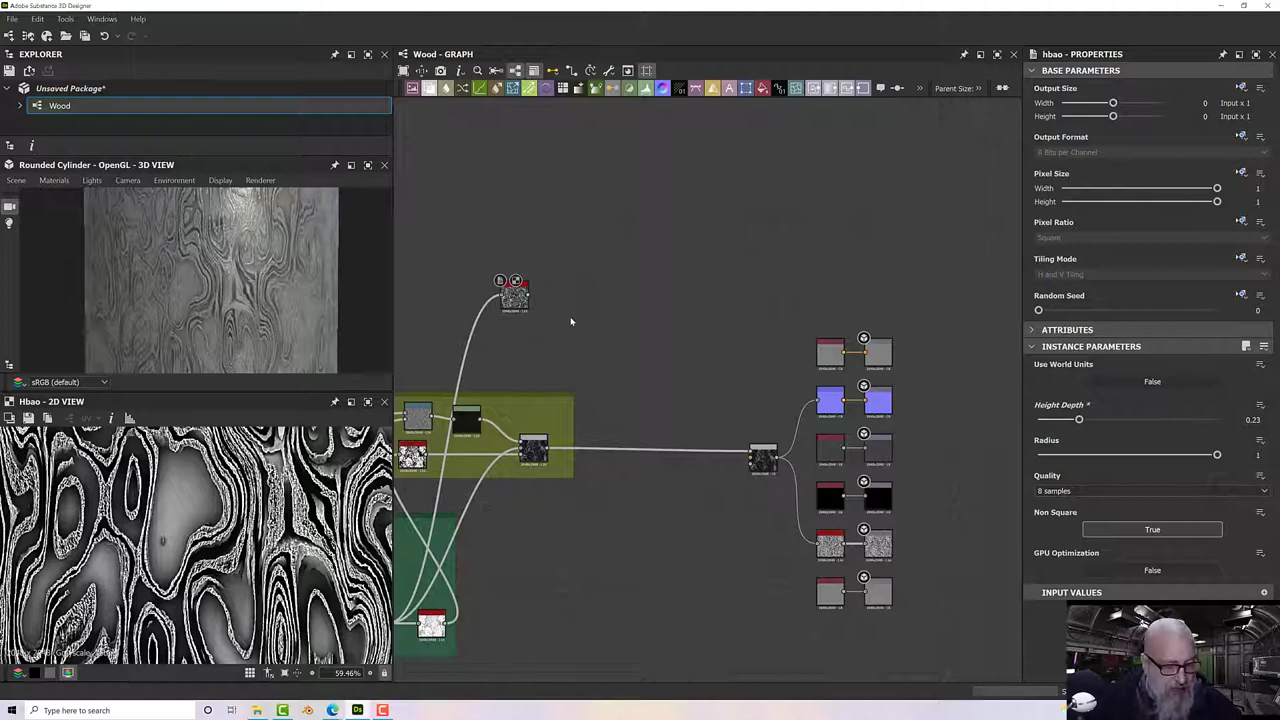 Adobe Substance 3D Designer
File Edit Tools Windows Help
EXPLORER
Unsaved Package*
Wood
Rounded Cylinder - OpenGL - 3D VIEW
Scene Materials Lights Camera Environment Display Renderer
sRGB (default)
Hbao - 2D VIEW
59.46%
Wood - GRAPH
Parent Size:
hbao - PROPERTIES
BASE PARAMETERS
Output Size
Width 0 Input x 1
Height 0 Input x 1
Output Format
8 Bits per Channel
Pixel Size
Width 1
Height 1
Pixel Ratio
Square
Tiling Mode
H and V Tiling
Random Seed
0
ATTRIBUTES
INSTANCE PARAMETERS
Use World Units
False
Height Depth *
0.23
Radius
1
Quality
8 samples
Non Square
True
GPU Optimization
False
INPUT VALUES
Type here to search